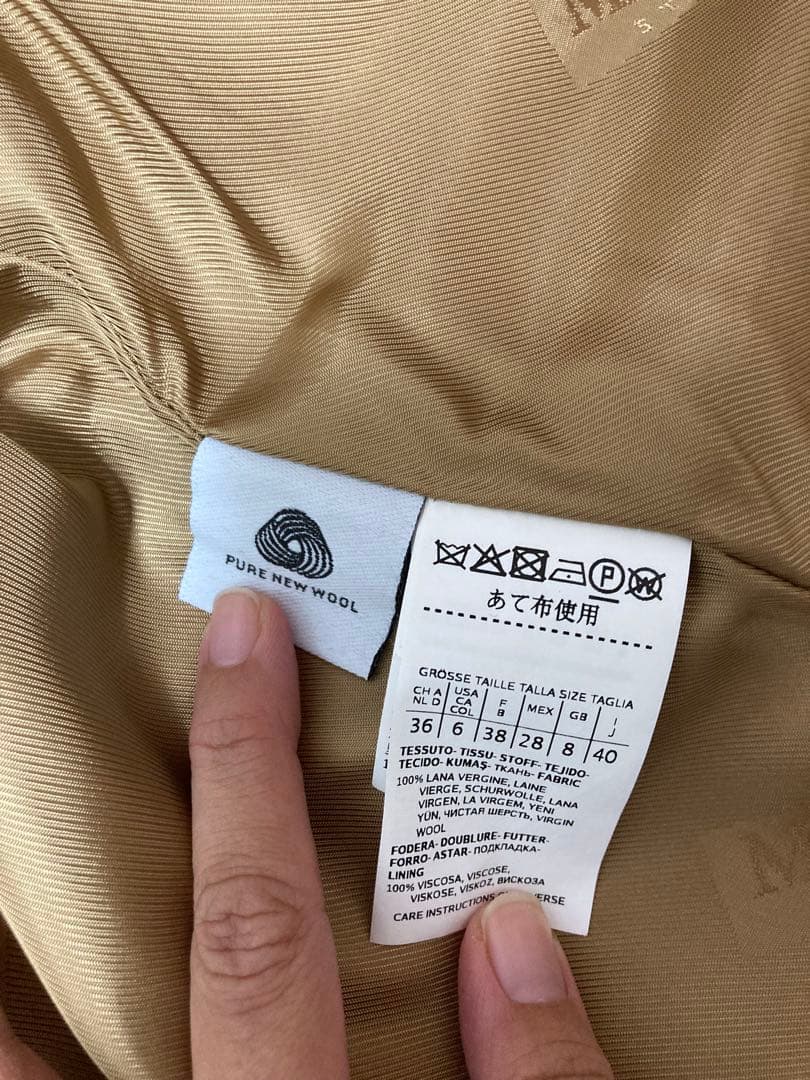 PURE NEW WOOL
P W
あて布使用
GRÖSSE TAILLE TALLA SIZE TAGLIA
CH A NL D USA CA COL F B MEX GB I J
36 6 38 28 8 40
TESSUTO- TISSU- STOFF- TEJIDO-
TECIDO- KUMAŞ- ТКАНЬ- FABRIC
100% LANA VERGINE, LAINE
VIERGE, SCHURWOLLE, LANA
VIRGEN, LA VIRGEM, YENI
YÜN, ЧИСТАЯ ШЕРСТЬ, VIRGIN
WOOL
FODERA- DOUBLURE- FUTTER-
FORRO- ASTAR- ПОДКЛАДКА-
LINING
100% VISCOSA, VISCOSE,
VISKOSE, VISKOZ, ВИСКОЗА
CARE INSTRUCTIONS